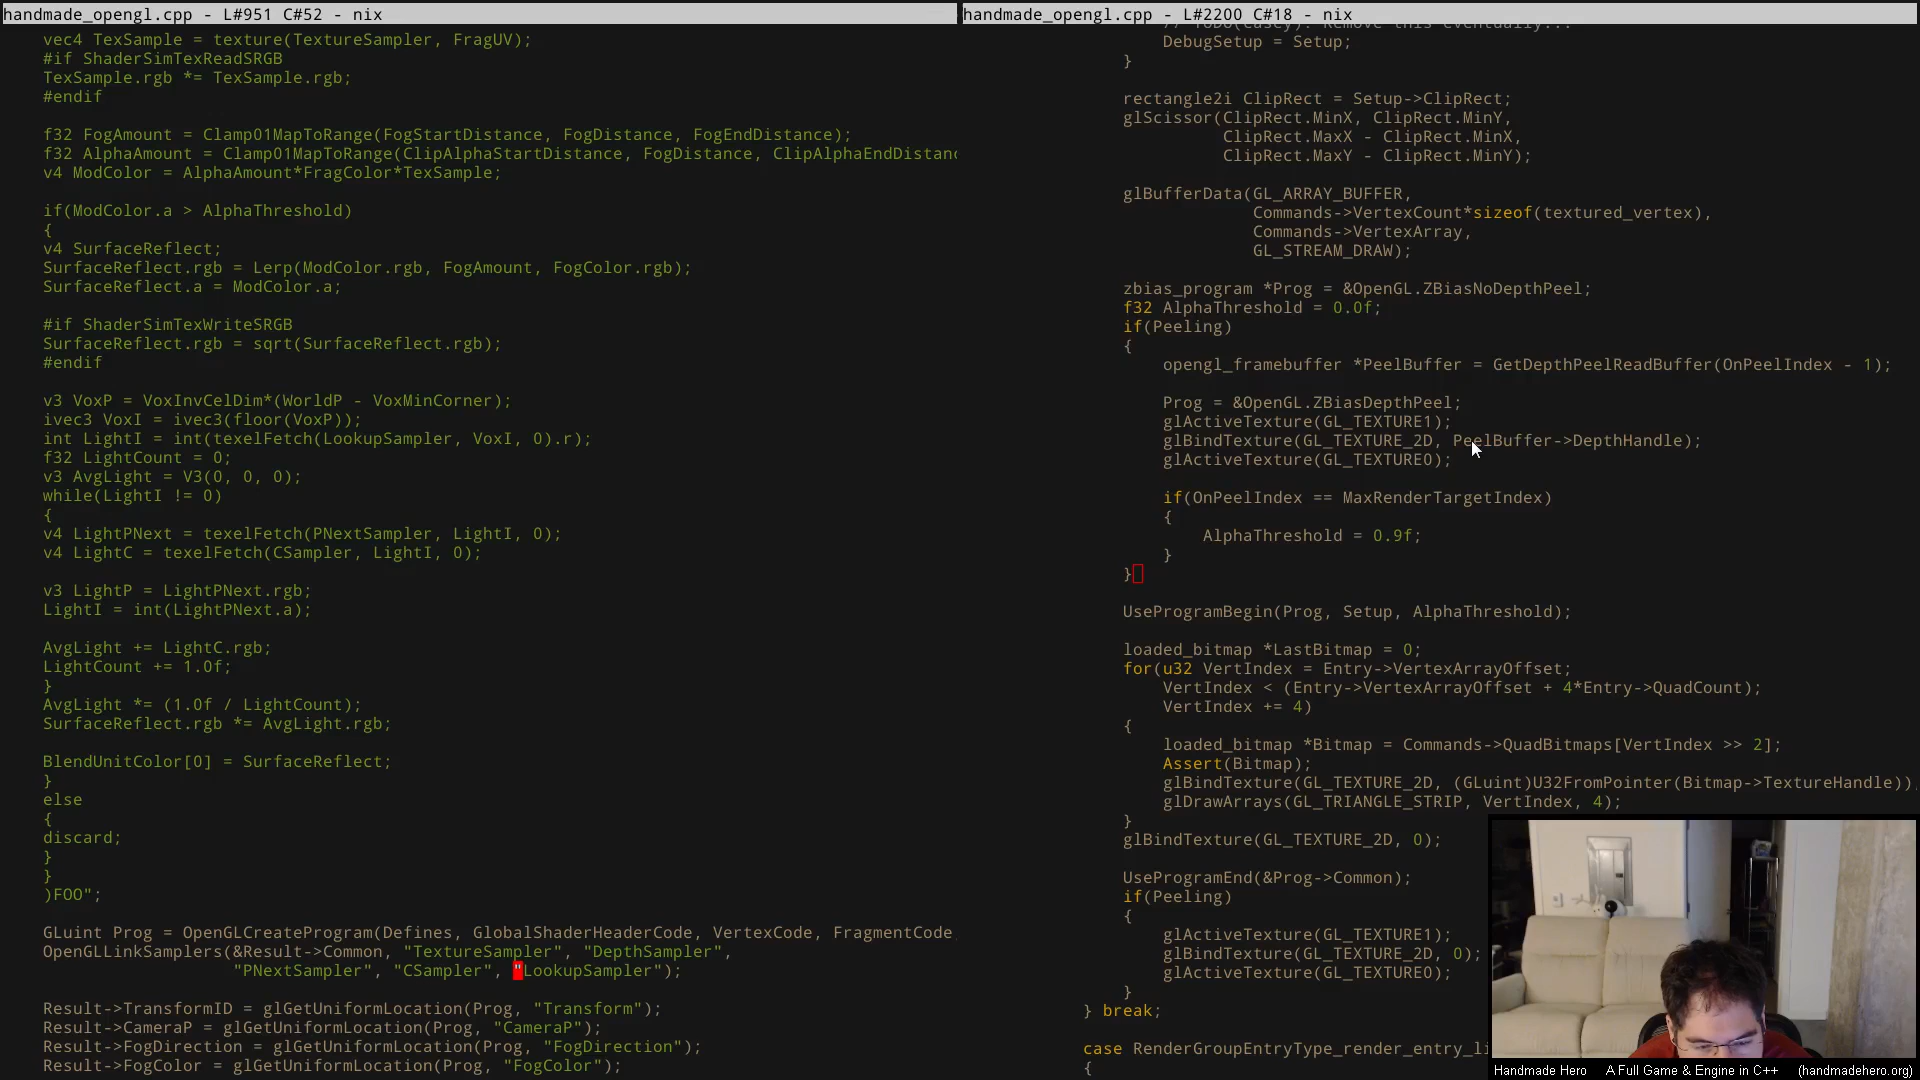 handmade_opengl.cpp - L#951 C#52 - nix
vec4 TexSample = texture(TextureSampler, FragUV);
#if ShaderSimTexReadSRGB
TexSample.rgb *= TexSample.rgb;
#endif
f32 FogAmount = Clamp01MapToRange(FogStartDistance, FogDistance, FogEndDistance);
f32 AlphaAmount = Clamp01MapToRange(ClipAlphaStartDistance, FogDistance, ClipAlphaEndDistanc
v4 ModColor = AlphaAmount*FragColor*TexSample;
if(ModColor.a > AlphaThreshold)
{
v4 SurfaceReflect;
SurfaceReflect.rgb = Lerp(ModColor.rgb, FogAmount, FogColor.rgb);
SurfaceReflect.a = ModColor.a;
#if ShaderSimTexWriteSRGB
SurfaceReflect.rgb = sqrt(SurfaceReflect.rgb);
#endif
v3 VoxP = VoxInvCelDim*(WorldP - VoxMinCorner);
ivec3 VoxI = ivec3(floor(VoxP));
int LightI = int(texelFetch(LookupSampler, VoxI, 0).r);
f32 LightCount = 0;
v3 AvgLight = V3(0, 0, 0);
while(LightI != 0)
{
v4 LightPNext = texelFetch(PNextSampler, LightI, 0);
v4 LightC = texelFetch(CSampler, LightI, 0);
v3 LightP = LightPNext.rgb;
LightI = int(LightPNext.a);
AvgLight += LightC.rgb;
LightCount += 1.0f;
}
AvgLight *= (1.0f / LightCount);
SurfaceReflect.rgb *= AvgLight.rgb;
BlendUnitColor[0] = SurfaceReflect;
}
else
{
discard;
}
}
)FOO";
GLuint Prog = OpenGLCreateProgram(Defines, GlobalShaderHeaderCode, VertexCode, FragmentCode
OpenGLLinkSamplers(&Result->Common, "TextureSampler", "DepthSampler",
"PNextSampler", "CSampler", "LookupSampler");
Result->TransformID = glGetUniformLocation(Prog, "Transform");
Result->CameraP = glGetUniformLocation(Prog, "CameraP");
Result->FogDirection = glGetUniformLocation(Prog, "FogDirection");
Result->FogColor = glGetUniformLocation(Prog, "FogColor");
handmade_opengl.cpp - L#2200 C#18 - nix
// TODO(casey): Remove this eventually...
DebugSetup = Setup;
}
rectangle2i ClipRect = Setup->ClipRect;
glScissor(ClipRect.MinX, ClipRect.MinY,
ClipRect.MaxX - ClipRect.MinX,
ClipRect.MaxY - ClipRect.MinY);
glBufferData(GL_ARRAY_BUFFER,
Commands->VertexCount*sizeof(textured_vertex),
Commands->VertexArray,
GL_STREAM_DRAW);
zbias_program *Prog = &OpenGL.ZBiasNoDepthPeel;
f32 AlphaThreshold = 0.0f;
if(Peeling)
{
opengl_framebuffer *PeelBuffer = GetDepthPeelReadBuffer(OnPeelIndex - 1);
Prog = &OpenGL.ZBiasDepthPeel;
glActiveTexture(GL_TEXTURE1);
glBindTexture(GL_TEXTURE_2D, PeelBuffer->DepthHandle);
glActiveTexture(GL_TEXTURE0);
if(OnPeelIndex == MaxRenderTargetIndex)
{
AlphaThreshold = 0.9f;
}
}
UseProgramBegin(Prog, Setup, AlphaThreshold);
loaded_bitmap *LastBitmap = 0;
for(u32 VertIndex = Entry->VertexArrayOffset;
VertIndex < (Entry->VertexArrayOffset + 4*Entry->QuadCount);
VertIndex += 4)
{
loaded_bitmap *Bitmap = Commands->QuadBitmaps[VertIndex >> 2];
Assert(Bitmap);
glBindTexture(GL_TEXTURE_2D, (GLuint)U32FromPointer(Bitmap->TextureHandle))
glDrawArrays(GL_TRIANGLE_STRIP, VertIndex, 4);
}
glBindTexture(GL_TEXTURE_2D, 0);
UseProgramEnd(&Prog->Common);
if(Peeling)
{
glActiveTexture(GL_TEXTURE1);
glBindTexture(GL_TEXTURE_2D, 0);
glActiveTexture(GL_TEXTURE0);
}
} break;
case RenderGroupEntryType_render_entry_li
{
Handmade Hero A Full Game & Engine in C++ (handmadehero.org)